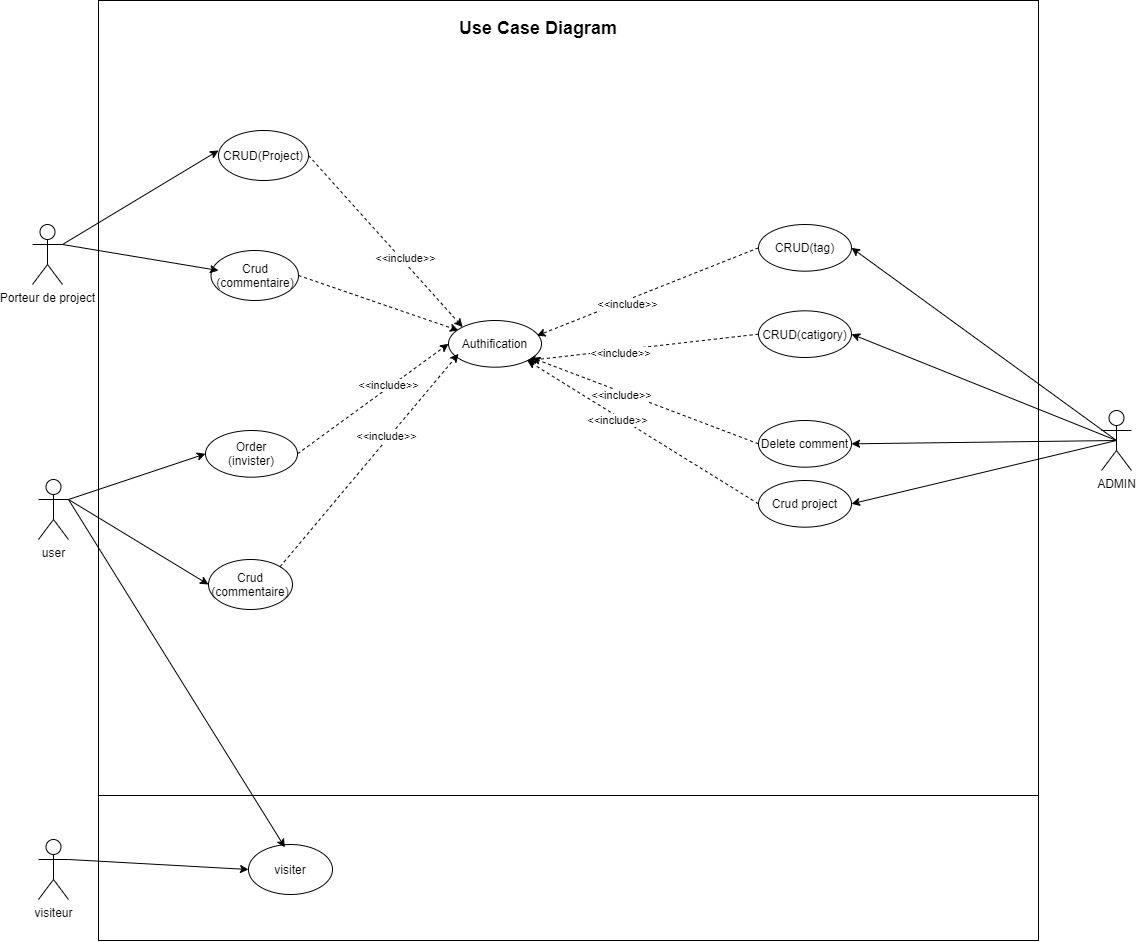 Use Case Diagram
CRUD(Project)
Porteur de project
Crud
(commentaire)
<<include>>
CRUD(tag)
<<include>>
Authification
CRUD(catigory)
<<include>>
<<include>>
<<include>>
<<include>>
<<include>>
Order
(invister)
Delete comment
ADMIN
Crud project
user
Crud
(commentaire)
visiter
visiteur